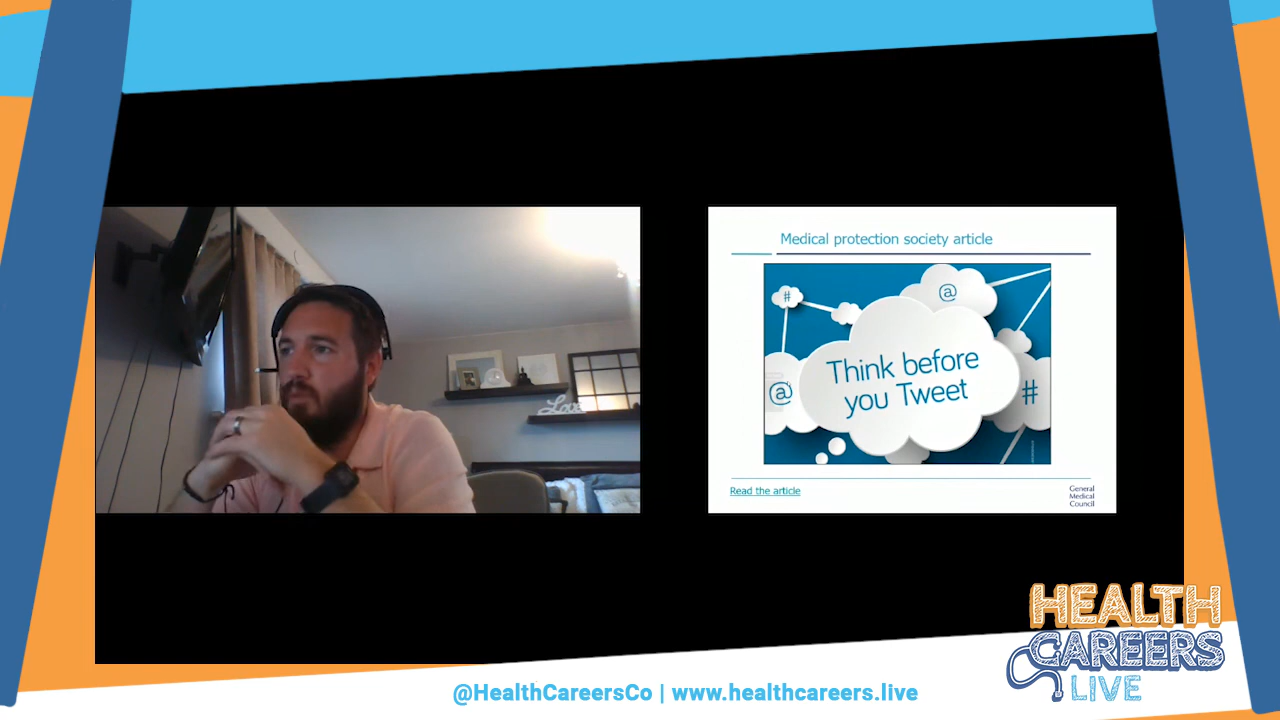 Medical protection society article
#
@
Think before
you Tweet
@
#
Read the article
General
Medical
Council
Love
HEALTH
CAREERS
LIVE
@HealthCareersCo | www.healthcareers.live